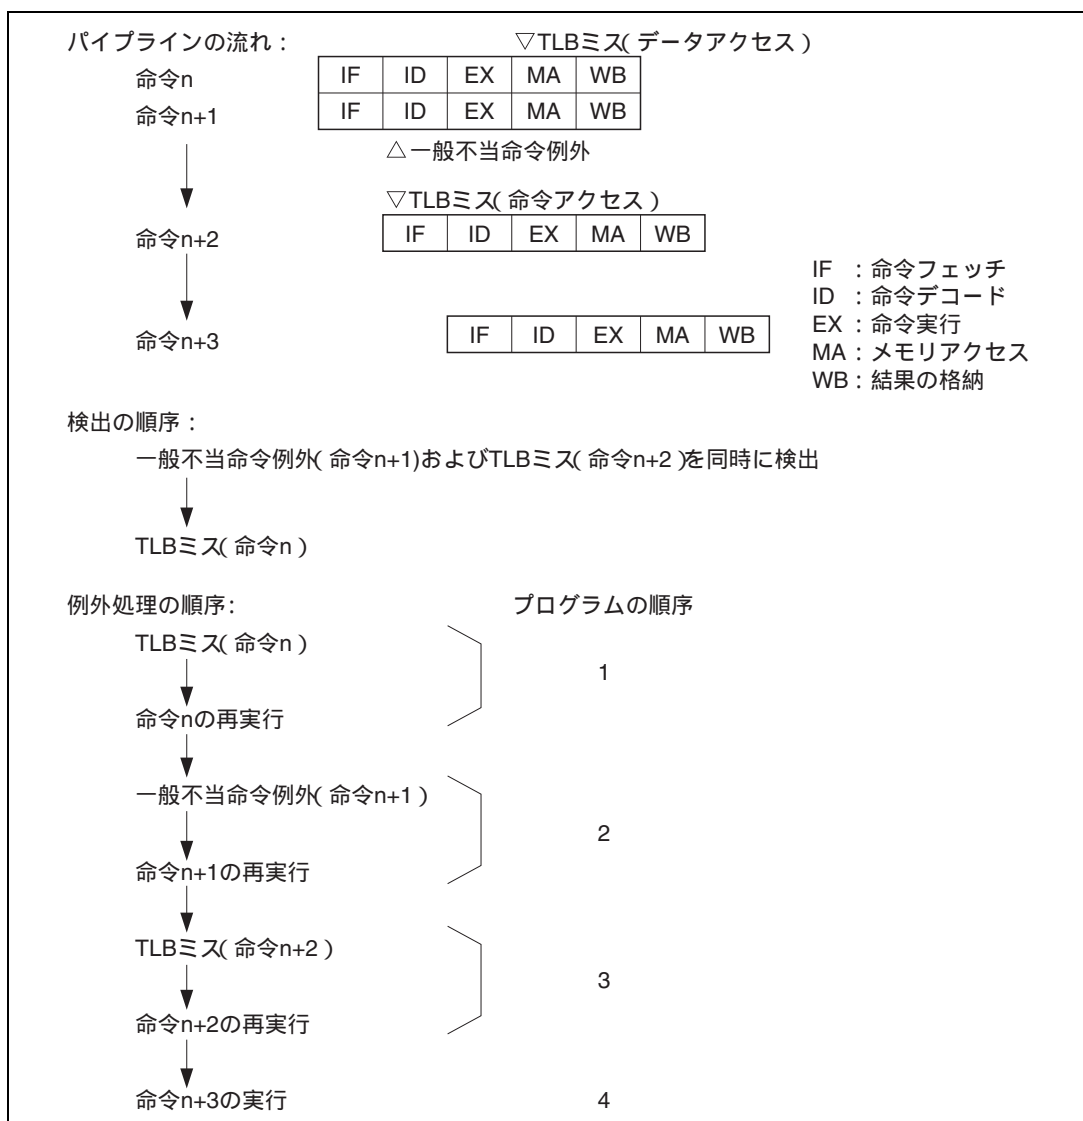 パイプラインの流れ： ▽TLBミス（データアクセス）
命令n IF ID EX MA WB
命令n+1 IF ID EX MA WB
△一般不当命令例外
▽TLBミス（命令アクセス）
命令n+2 IF ID EX MA WB
IF ：命令フェッチ
ID ：命令デコード
EX：命令実行
命令n+3 IF ID EX MA WB
MA：メモリアクセス
WB：結果の格納
検出の順序：
一般不当命令例外（命令n+1)およびTLBミス（命令n+2）を同時に検出
TLBミス（命令n）
例外処理の順序: プログラムの順序
TLBミス（命令n）
1
命令nの再実行
一般不当命令例外（命令n+1）
2
命令n+1の再実行
TLBミス（命令n+2）
3
命令n+2の再実行
命令n+3の実行 4